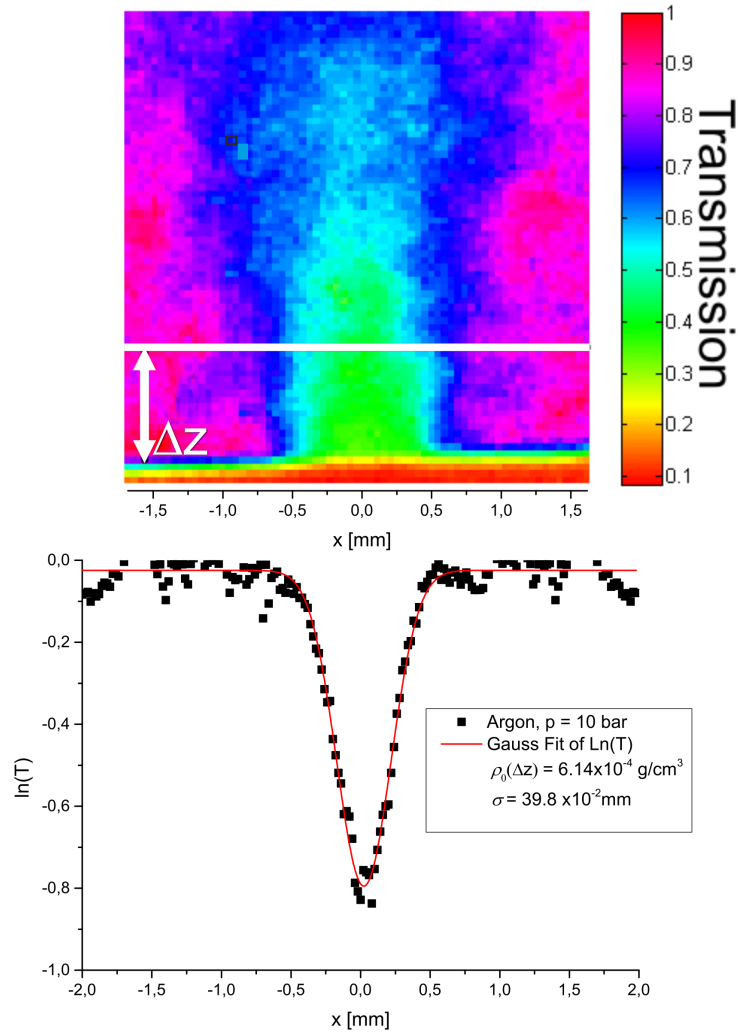 1
0.9
0.8
0.7
0.6
0.5
0.4
0.3
0.2
0.1
Transmission
Δz
-1,5 -1,0 -0,5 0,0 0,5 1,0 1,5
x [mm]
0,0
-0,2
-0,4
-0,6
-0,8
-1,0
ln(T)
Argon, p = 10 bar
Gauss Fit of Ln(T)
ρ₀(Δz) = 6.14x10⁻⁴ g/cm³
σ = 39.8 x10⁻²mm
-2,0 -1,5 -1,0 -0,5 0,0 0,5 1,0 1,5 2,0
x [mm]